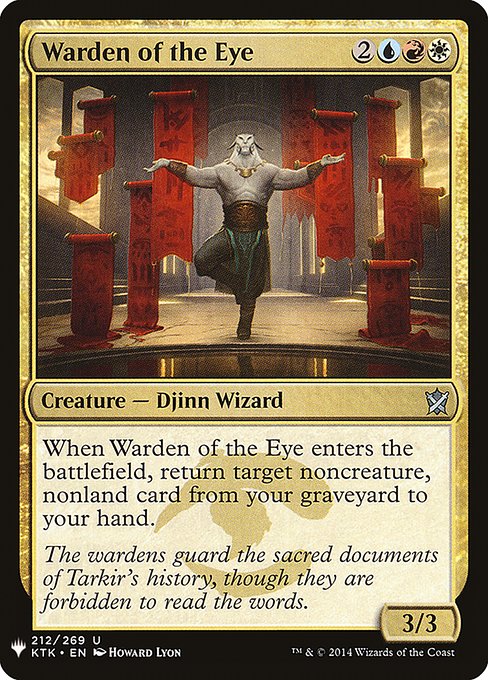 Warden of the Eye 2
Creature — Djinn Wizard
When Warden of the Eye enters the
battlefield, return target noncreature,
nonland card from your graveyard to
your hand.
The wardens guard the sacred documents
of Tarkir's history, though they are
forbidden to read the words.
3/3
212/269 U
KTK • EN Howard Lyon
™ & © 2014 Wizards of the Coast